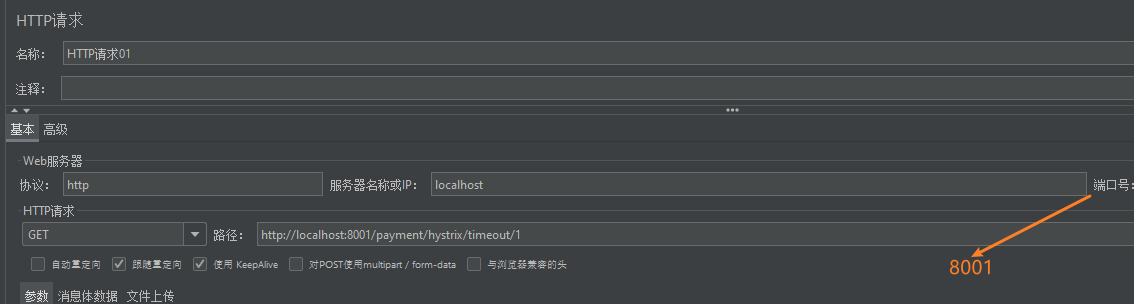 HTTP请求
名称： HTTP请求01
注释：
基本 高级
Web服务器
协议： http 服务器名称或IP： localhost 端口号：
HTTP请求
GET 路径： http://localhost:8001/payment/hystrix/timeout/1
自动重定向 跟随重定向 使用 KeepAlive 对POST使用multipart / form-data 与浏览器兼容的头
8001
参数 消息体数据 文件上传